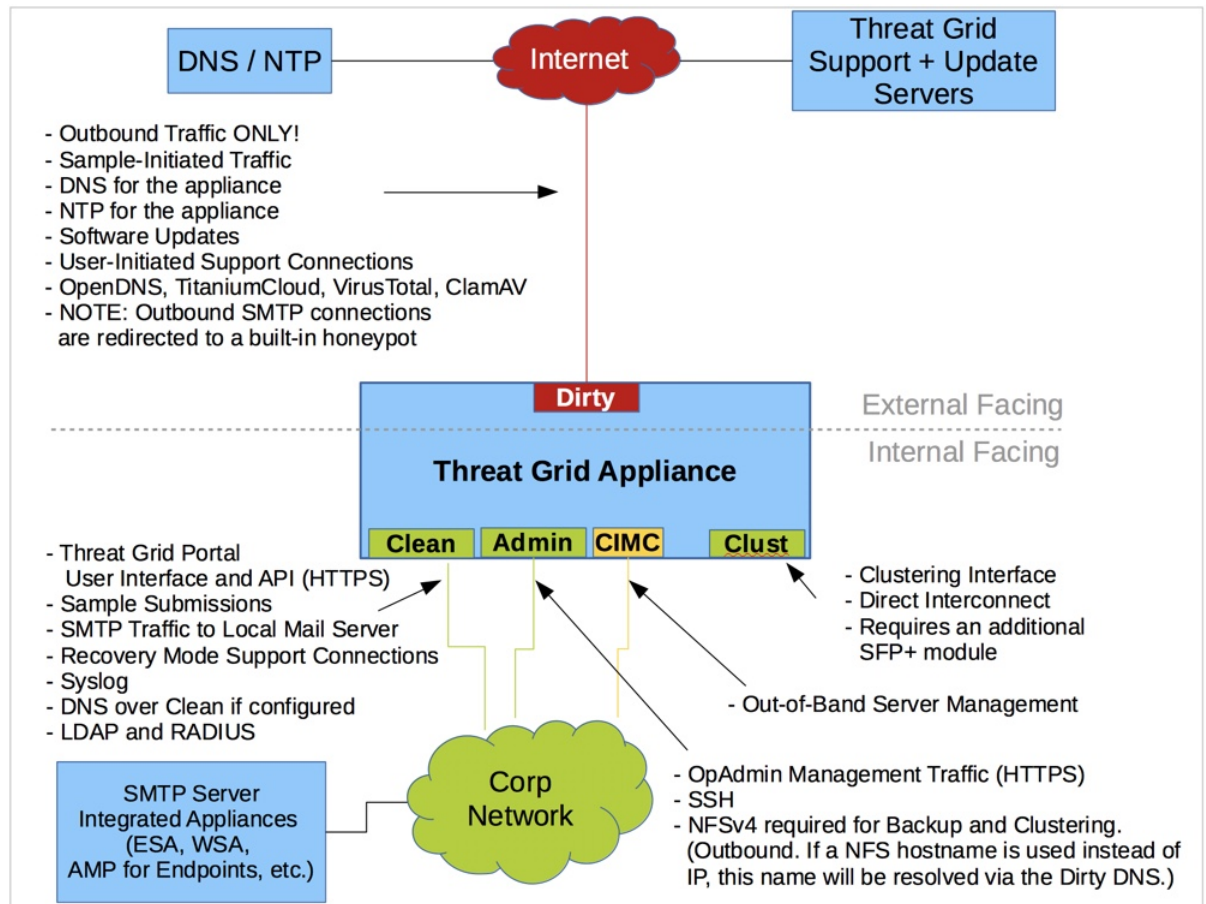 DNS / NTP
Internet
Threat Grid
Support + Update
Servers
- Outbound Traffic ONLY!
- Sample-Initiated Traffic
- DNS for the appliance
- NTP for the appliance
- Software Updates
- User-Initiated Support Connections
- OpenDNS, TitaniumCloud, VirusTotal, ClamAV
- NOTE: Outbound SMTP connections
are redirected to a built-in honeypot
Dirty
External Facing
Internal Facing
Threat Grid Appliance
Clean
Admin
CIMC
Clust
- Threat Grid Portal
User Interface and API (HTTPS)
- Sample Submissions
- SMTP Traffic to Local Mail Server
- Recovery Mode Support Connections
- Syslog
- DNS over Clean if configured
- LDAP and RADIUS
- Clustering Interface
- Direct Interconnect
- Requires an additional
SFP+ module
- Out-of-Band Server Management
- OpAdmin Management Traffic (HTTPS)
- SSH
- NFSv4 required for Backup and Clustering.
(Outbound. If a NFS hostname is used instead of
IP, this name will be resolved via the Dirty DNS.)
Corp
Network
SMTP Server
Integrated Appliances
(ESA, WSA,
AMP for Endpoints, etc.)